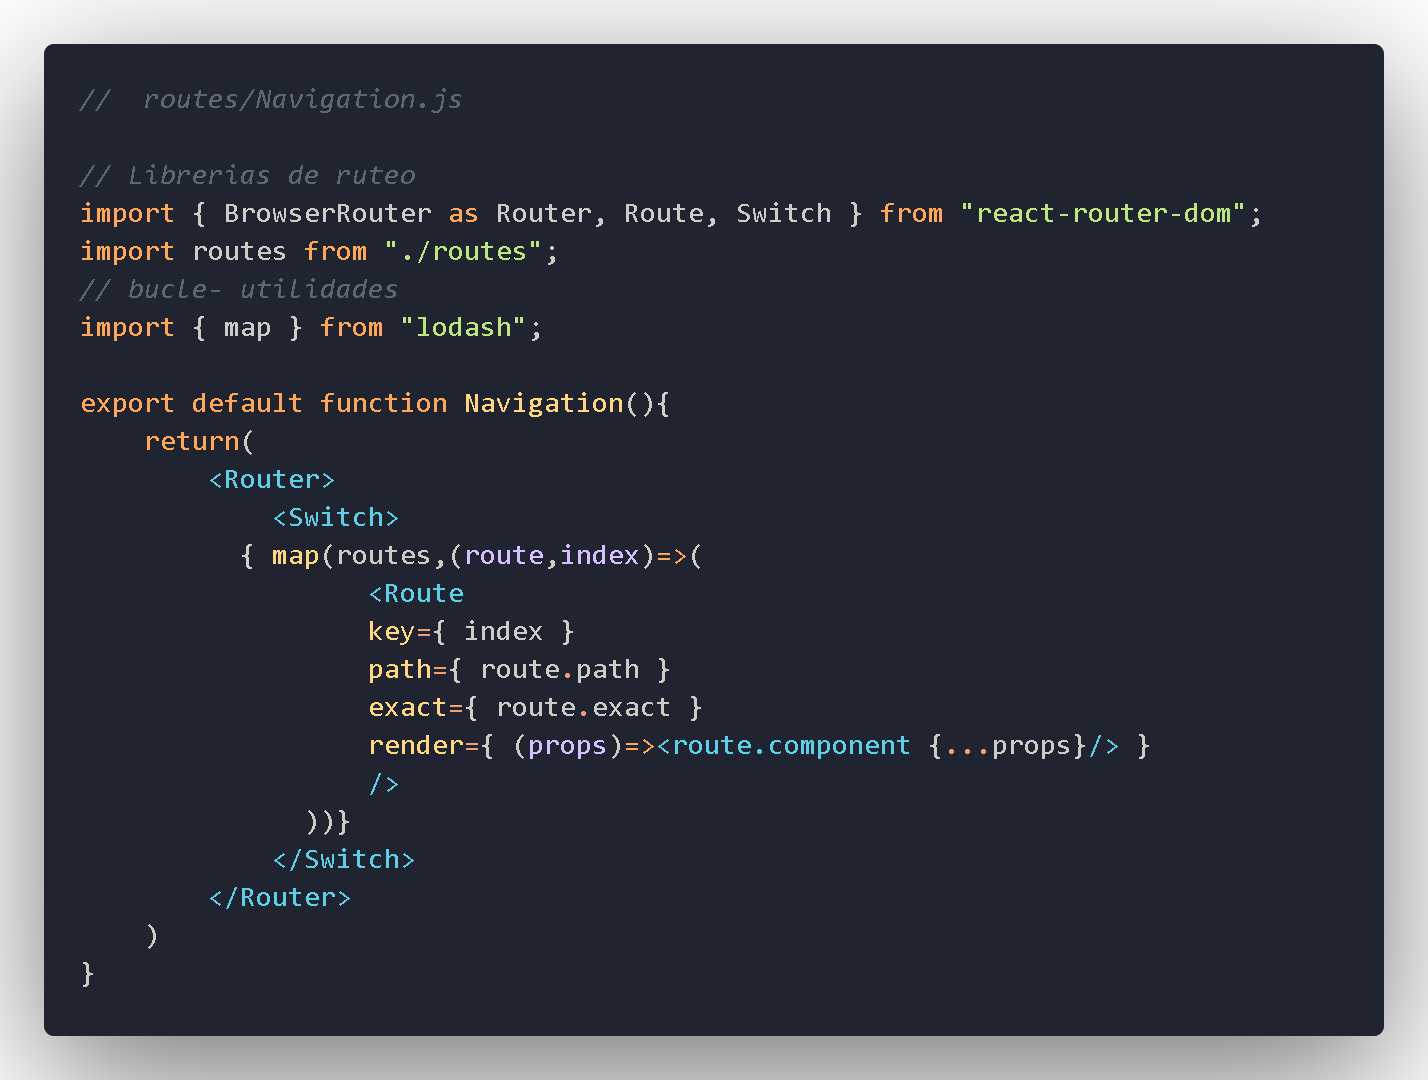 //  routes/Navigation.js
// Librerias de ruteo
import { BrowserRouter as Router, Route, Switch } from "react-router-dom";
import routes from "./routes";
// bucle- utilidades
import { map } from "lodash";
export default function Navigation(){
    return(
        <Router>
            <Switch>
          { map(routes,(route,index)=>(
                  <Route
                  key={ index }
                  path={ route.path }
                  exact={ route.exact }
                  render={ (props)=><route.component {...props}/> }
                  />
              ))}
            </Switch>
        </Router>
    )
}